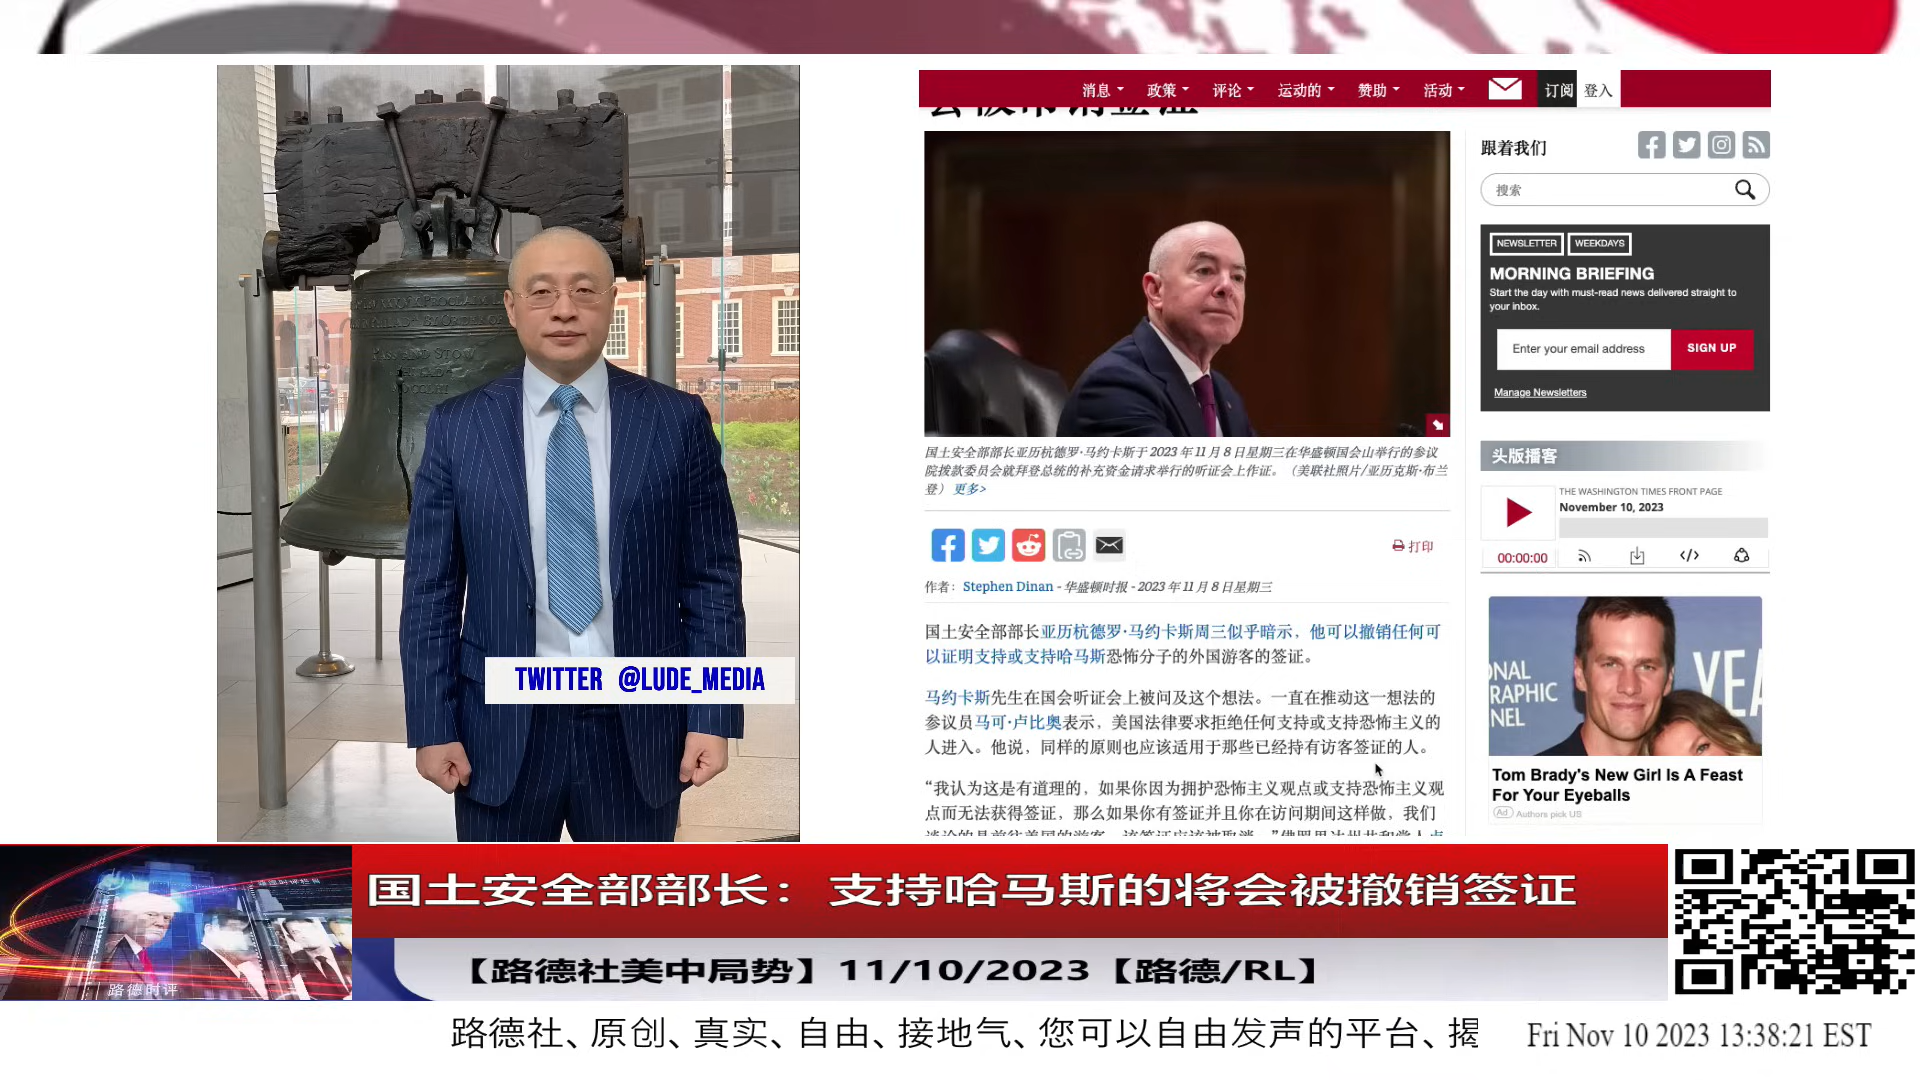 消息 政策 评论 运动的 赞助 活动 订阅 登入
PASS AND STOW
TWITTER @LUDE_MEDIA
国土安全部部长亚历杭德罗·马约卡斯于 2023 年 11 月 8 日星期三在华盛顿国会山举行的参议
院拨款委员会就拜登总统的补充资金请求举行的听证会上作证。（美联社照片/亚历克斯·布兰
登） 更多>
打印
作者： Stephen Dinan - 华盛顿时报 - 2023 年 11 月 8 日星期三
国土安全部部长亚历杭德罗·马约卡斯周三似乎暗示，他可以撤销任何可
以证明支持或支持哈马斯恐怖分子的外国游客的签证。
马约卡斯先生在国会听证会上被问及这个想法。一直在推动这一想法的
参议员马可·卢比奥表示，美国法律要求拒绝任何支持或支持恐怖主义的
人进入。他说，同样的原则也应该适用于那些已经持有访客签证的人。
“我认为这是有道理的，如果你因为拥护恐怖主义观点或支持恐怖主义观
点而无法获得签证，那么如果你有签证并且你在访问期间这样做，我们
跟着我们
搜索
NEWSLETTER WEEKDAYS
MORNING BRIEFING
Start the day with must-read news delivered straight to
your inbox.
Enter your email address SIGN UP
Manage Newsletters
头版播客
THE WASHINGTON TIMES FRONT PAGE
November 10, 2023
00:00:00
NAL
RAPHIC
NEL
YEA
Tom Brady's New Girl Is A Feast
For Your Eyeballs
Ad Authors pick US
国土安全部部长： 支持哈马斯的将会被撤销签证
【路德社美中局势】11/10/2023【路德/RL】
路德时评
路德社、原创、真实、自由、接地气、您可以自由发声的平台、揭
Fri Nov 10 2023 13:38:21 EST